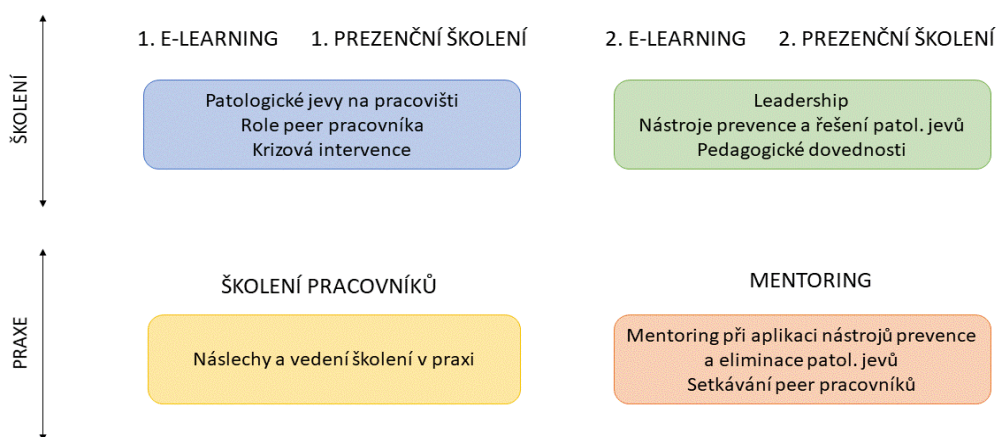 ŠKOLENÍ
1. E-LEARNING 1. PREZENČNÍ ŠKOLENÍ
Patologické jevy na pracovišti
Role peer pracovníka
Krizová intervence
2. E-LEARNING 2. PREZENČNÍ ŠKOLENÍ
Leadership
Nástroje prevence a řešení patol. jevů
Pedagogické dovednosti
PRAXE
ŠKOLENÍ PRACOVNÍKŮ
Náslechy a vedení školení v praxi
MENTORING
Mentoring při aplikaci nástrojů prevence
a eliminace patol. jevů
Setkávání peer pracovníků